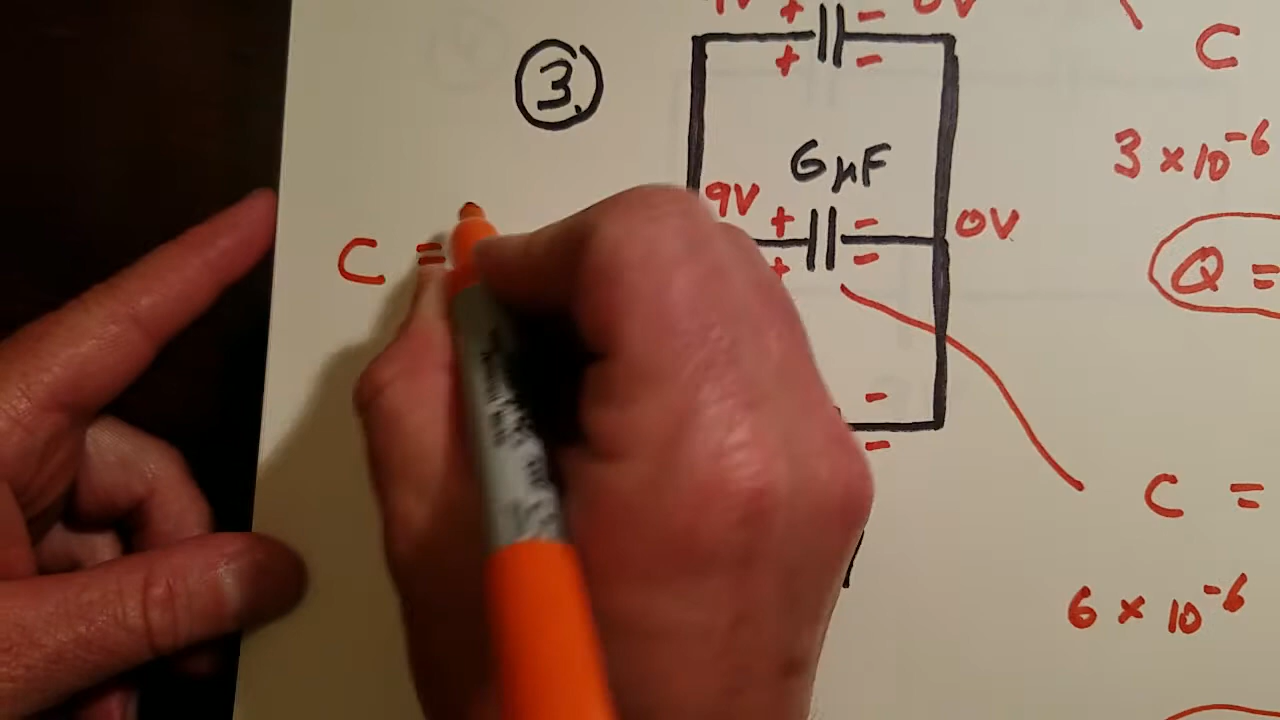 + -
+ -
C
3.
3 × 10⁻⁶
6μF
9V + - 0V
+ -
C =
Q =
-
-
C =
6 × 10⁻⁶